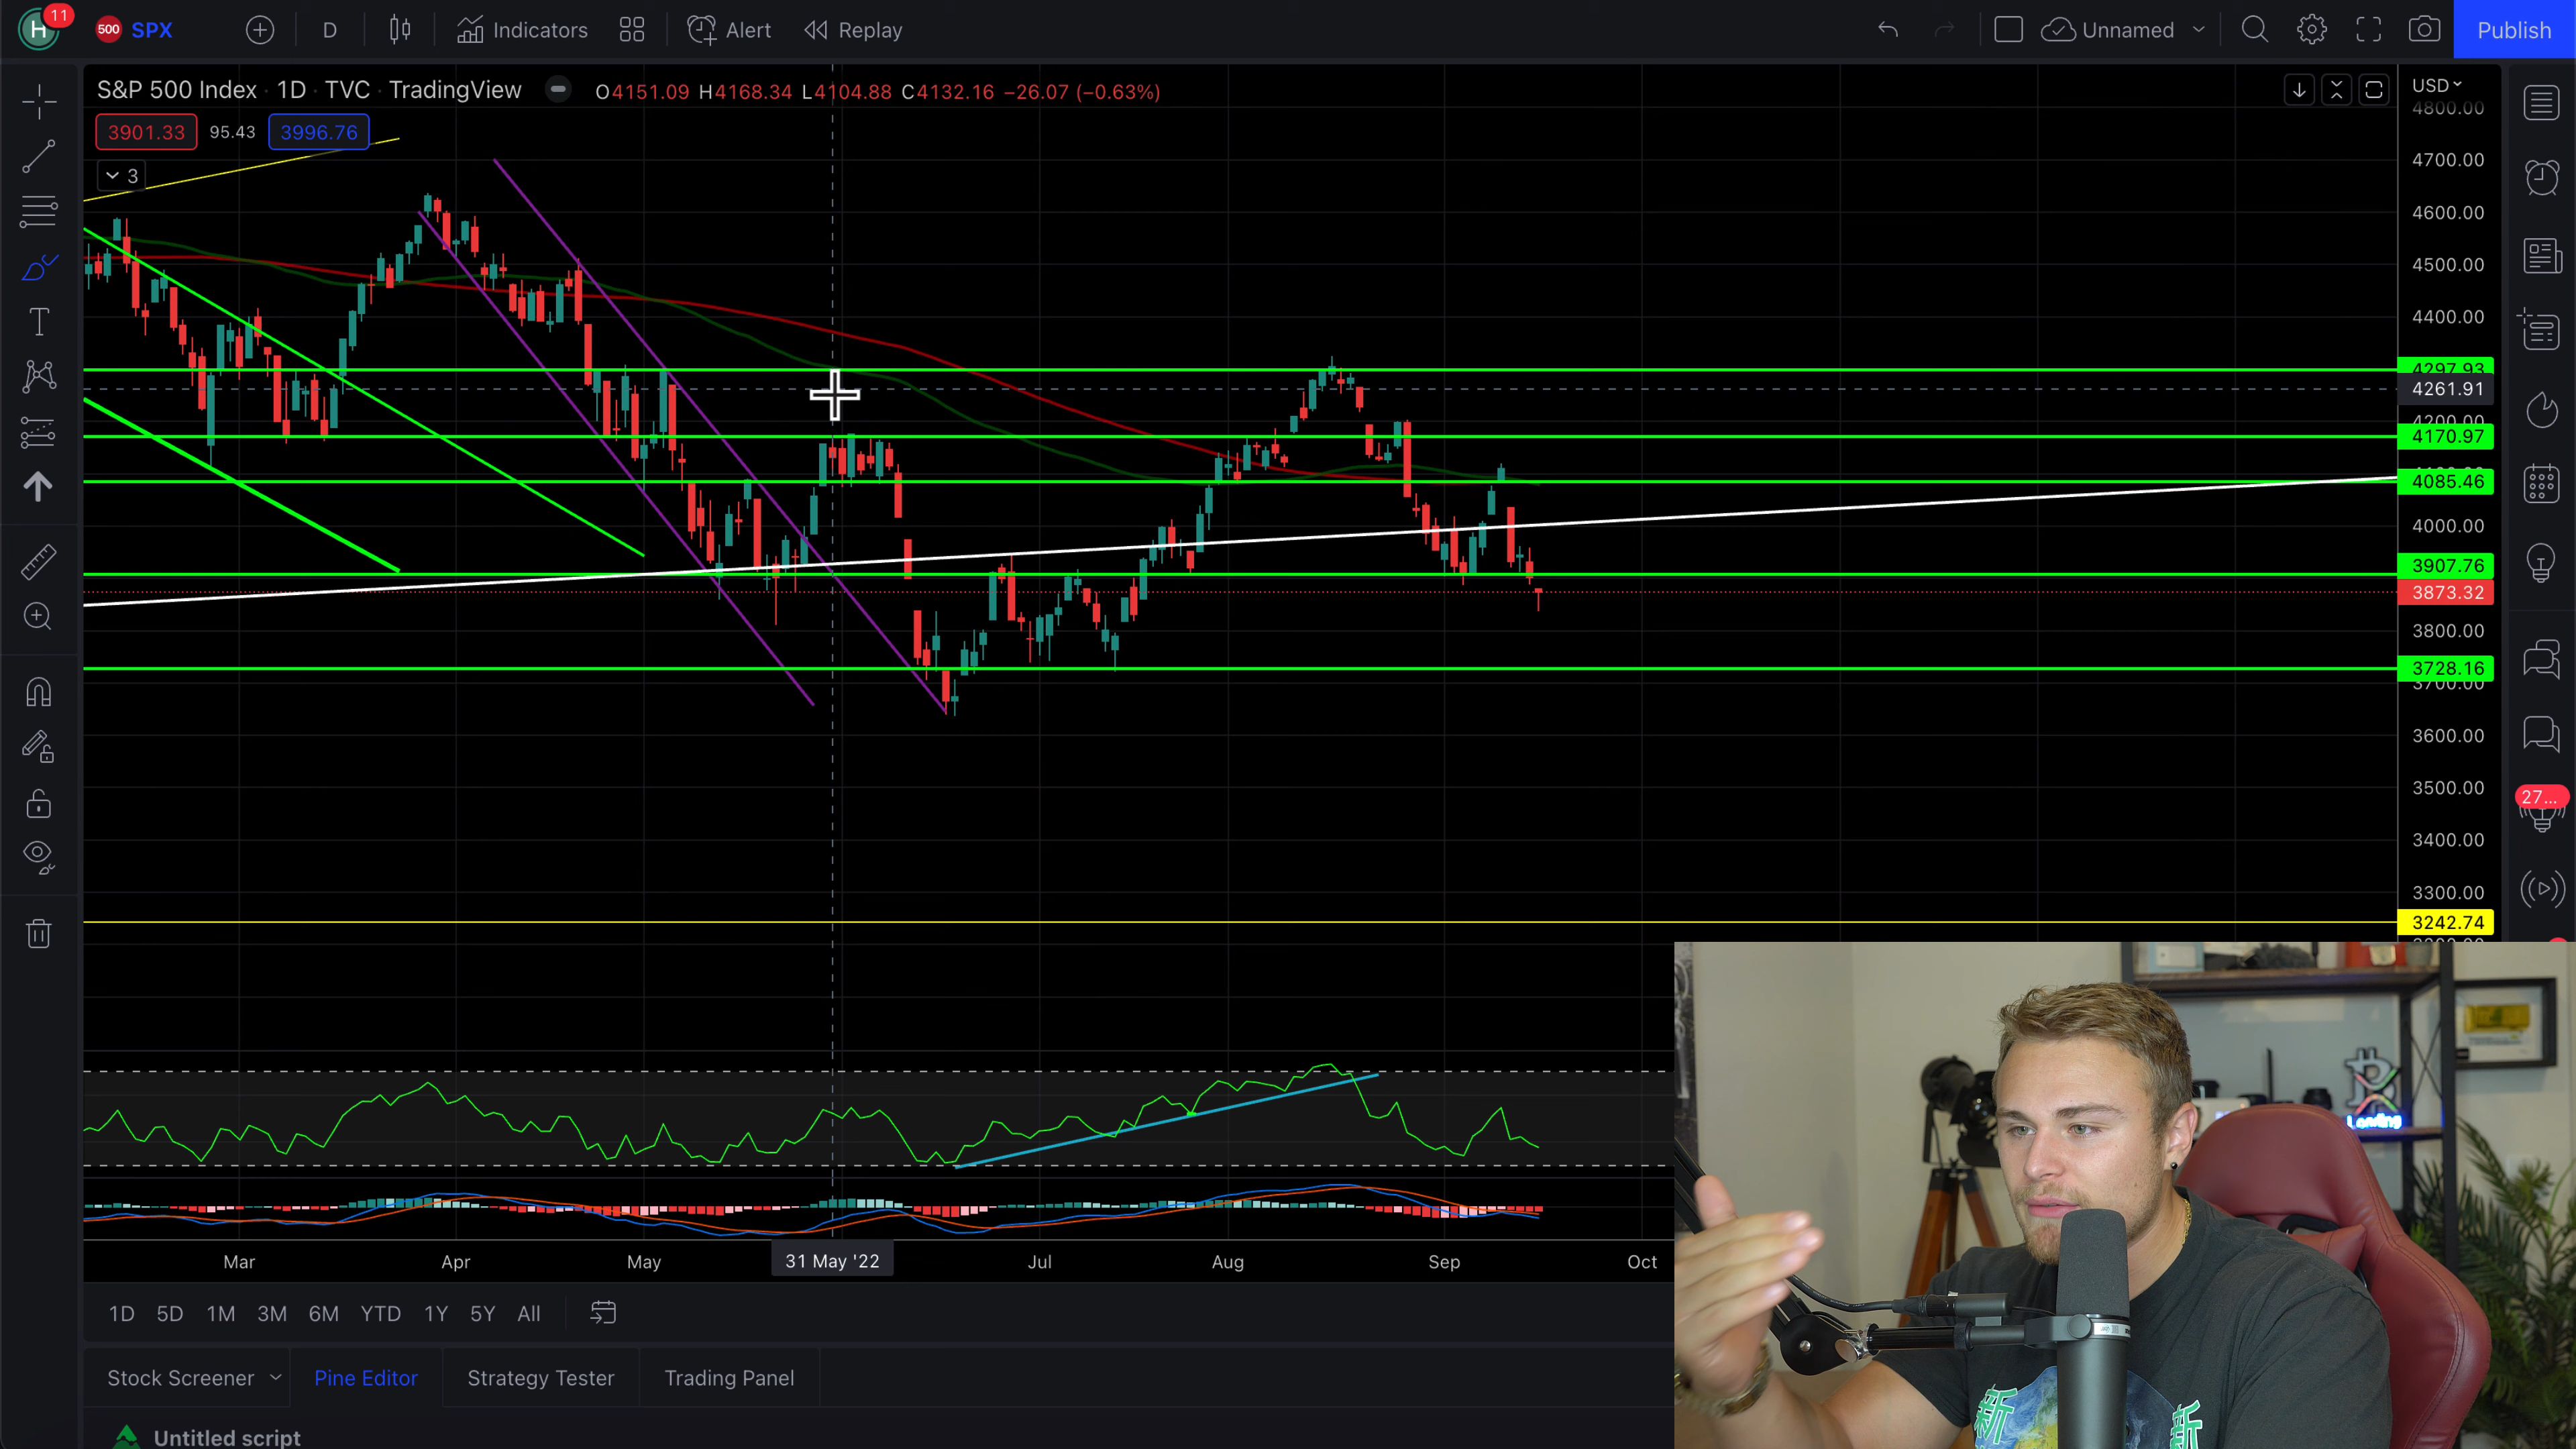 H 11 500 SPX D Indicators Alert Replay Unnamed Publish
S&P 500 Index · 1D · TVC · TradingView O4151.09 H4168.34 L4104.88 C4132.16 −26.07 (−0.63%) USD
4800.00
3901.33 95.43 3996.76
4700.00
3
4600.00
4500.00
4400.00
4297.93
4261.91
4200.00
4170.97
4085.46
4000.00
3907.76
3873.32
3800.00
3728.16
3700.00
3600.00
3500.00
27...
3400.00
3300.00
3242.74
Loading
Mar Apr May 31 May '22 Jul Aug Sep Oct
1D 5D 1M 3M 6M YTD 1Y 5Y All
Stock Screener Pine Editor Strategy Tester Trading Panel
新 新
Untitled script